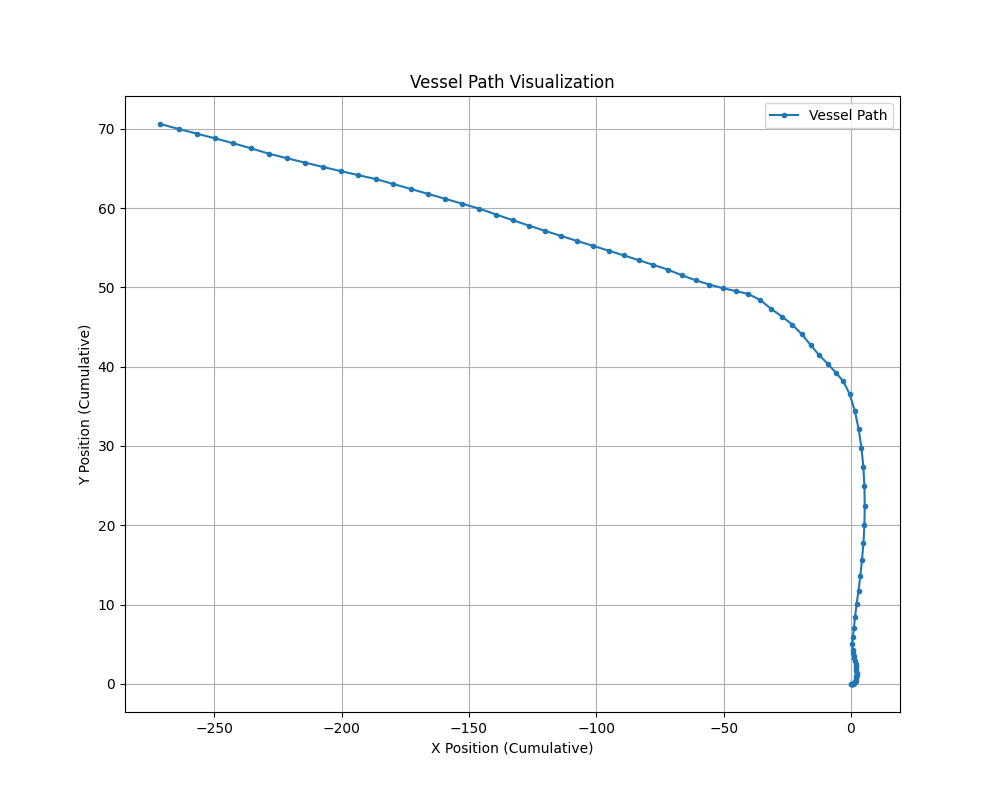 Vessel Path Visualization
Vessel Path
70
60
50
40
30
20
10
0
Y Position (Cumulative)
−250 −200 −150 −100 −50 0
X Position (Cumulative)